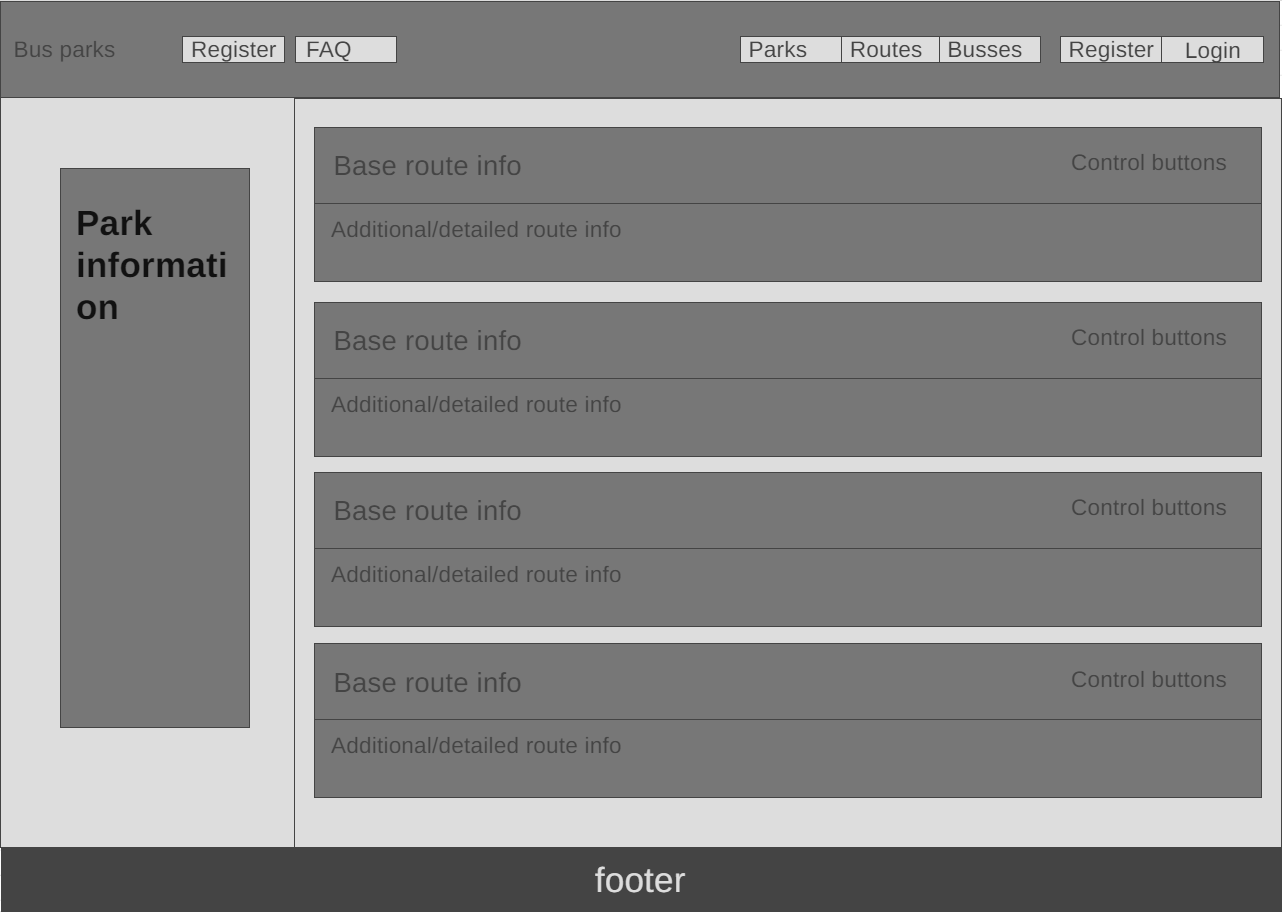 Bus parks Register FAQ Parks Routes Busses Register Login
Park
informati
on
Base route info Control buttons
Additional/detailed route info
Base route info Control buttons
Additional/detailed route info
Base route info Control buttons
Additional/detailed route info
Base route info Control buttons
Additional/detailed route info
footer